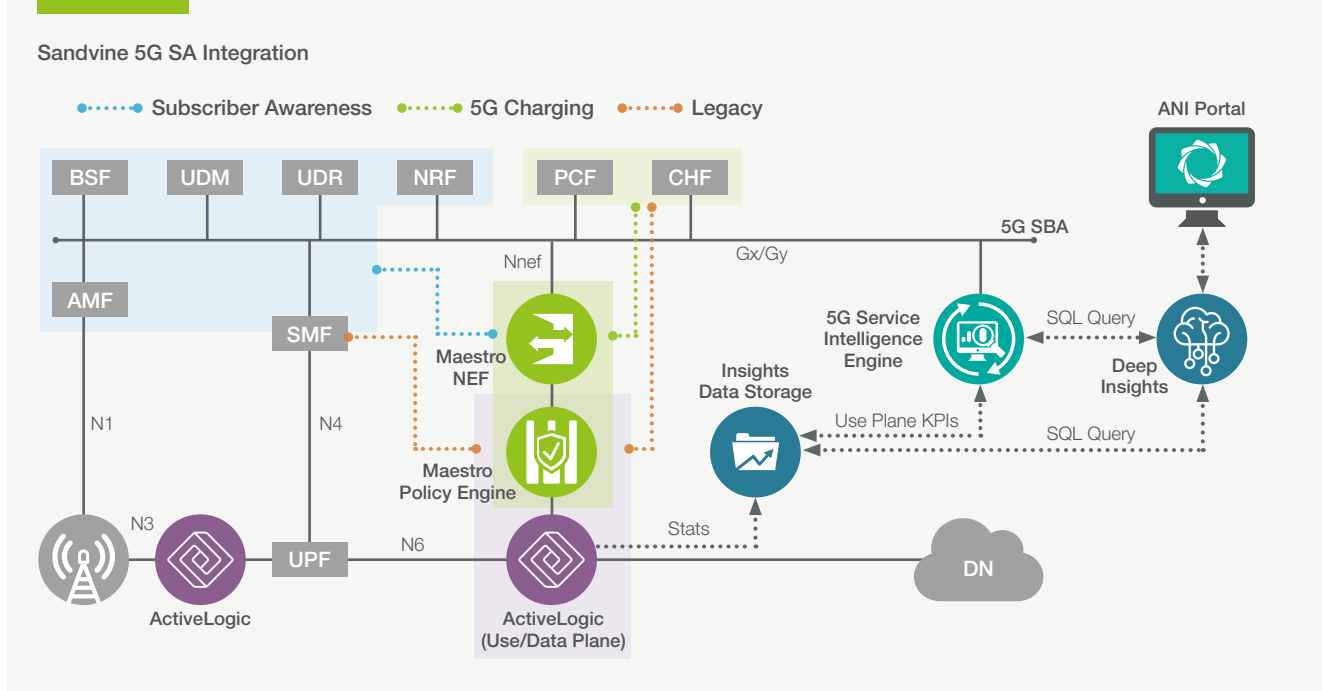 Sandvine 5G SA Integration
Subscriber Awareness
5G Charging
Legacy
ANI Portal
BSF
UDM
UDR
NRF
PCF
CHF
5G SBA
Nnef
Gx/Gy
AMF
SMF
Maestro
NEF
5G Service
Intelligence
Engine
SQL Query
Deep
Insights
Insights
Data Storage
N1
N4
Use Plane KPIs
SQL Query
Maestro
Policy Engine
N3
UPF
N6
Stats
DN
ActiveLogic
ActiveLogic
(Use/Data Plane)